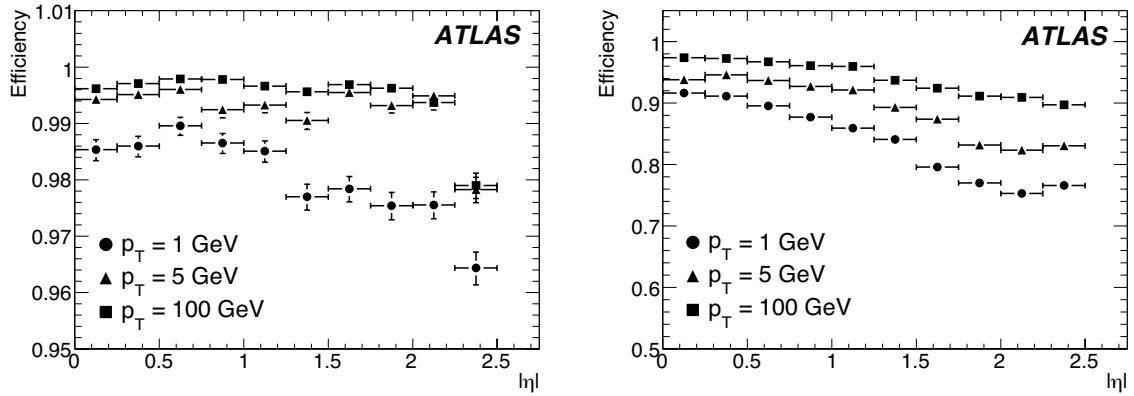 1.01
1
0.99
0.98
0.97
0.96
0.95
Efficiency
ATLAS
p_T = 1 GeV
p_T = 5 GeV
p_T = 100 GeV
0 0.5 1 1.5 2 2.5
|η|
1
0.9
0.8
0.7
0.6
0.5
Efficiency
ATLAS
p_T = 1 GeV
p_T = 5 GeV
p_T = 100 GeV
0 0.5 1 1.5 2 2.5
|η|